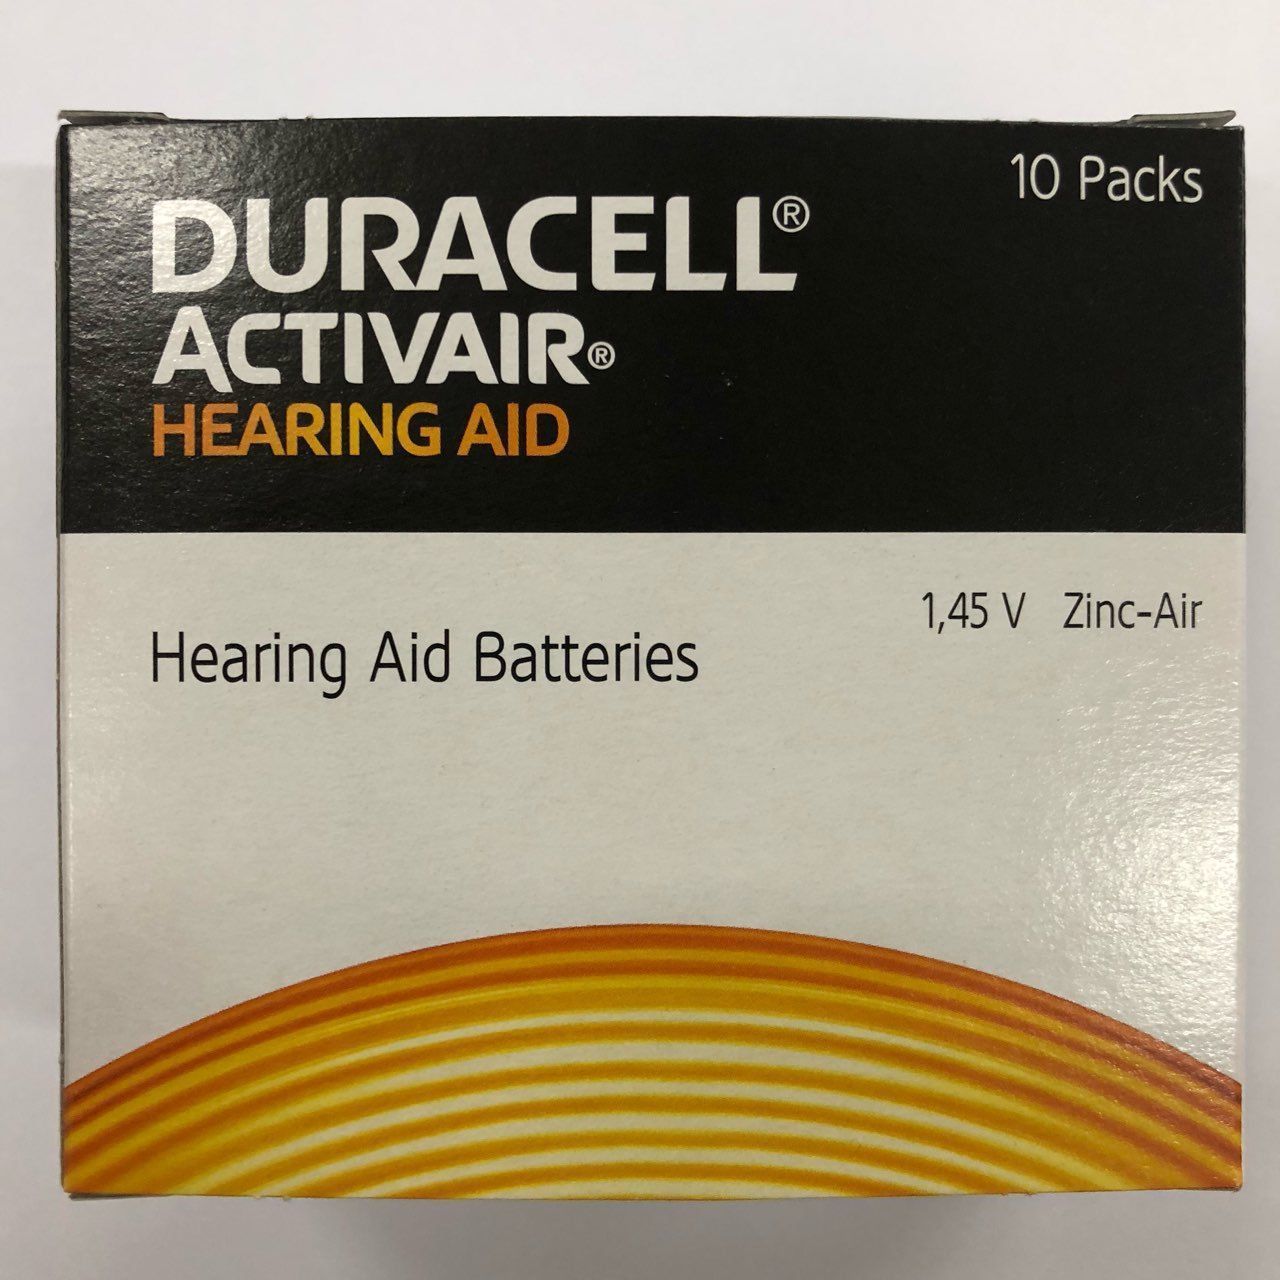 10 Packs
DURACELL®
ACTIVAIR®
HEARING AID
1,45 V Zinc-Air
Hearing Aid Batteries